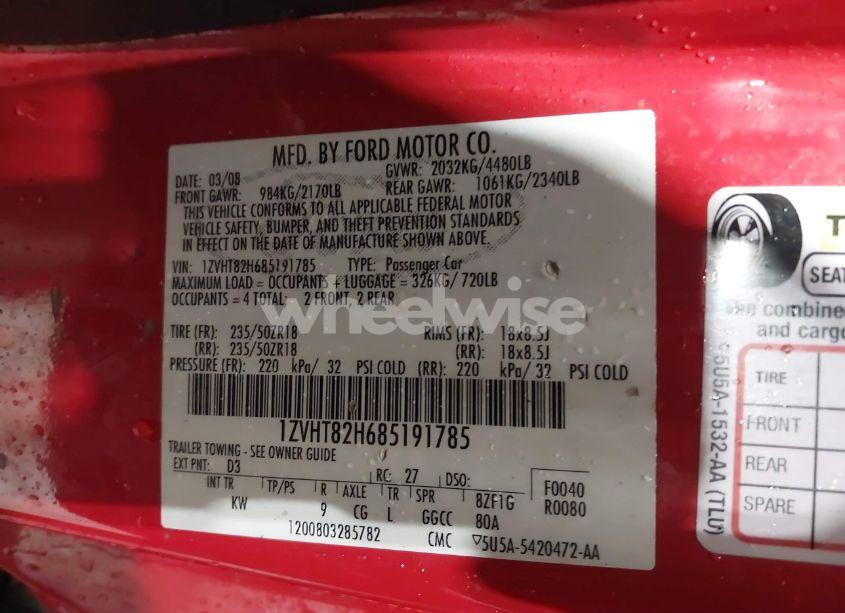 MFD. BY FORD MOTOR CO.
DATE: 03/08 GVWR: 2032KG/4480LB
FRONT GAWR: 984KG/2170LB REAR GAWR: 1061KG/2340LB
THIS VEHICLE CONFORMS TO ALL APPLICABLE FEDERAL MOTOR
VEHICLE SAFETY, BUMPER, AND THEFT PREVENTION STANDARDS
IN EFFECT ON THE DATE OF MANUFACTURE SHOWN ABOVE.
VIN: 1ZVHT82H685191785 TYPE: Passenger Car
MAXIMUM LOAD = OCCUPANTS + LUGGAGE = 326KG/720LB
OCCUPANTS = 4 TOTAL: 2 FRONT, 2 REAR
wheelwise
TIRE (FR): 235/50ZR18 RIMS (FR): 18x8.5J
(RR): 235/50ZR18 (RR): 18x8.5J
PRESSURE (FR): 220 kPa/ 32 PSI COLD (RR): 220 kPa/ 32 PSI COLD
1ZVHT82H685191785
TRAILER TOWING - SEE OWNER GUIDE
EXT PNT: D3 RC: 27 DSO: F0040
INT TR TP/PS R AXLE TR SPR 8ZF1G R0080
KW 9 CG L GGCC 80A
1200803285782 CMC ▽5U5A-5420472-AA
T
SEAT
The combined
and cargo
TIRE
FRONT
REAR
SPARE
5U5A-1532-AA (TLU)